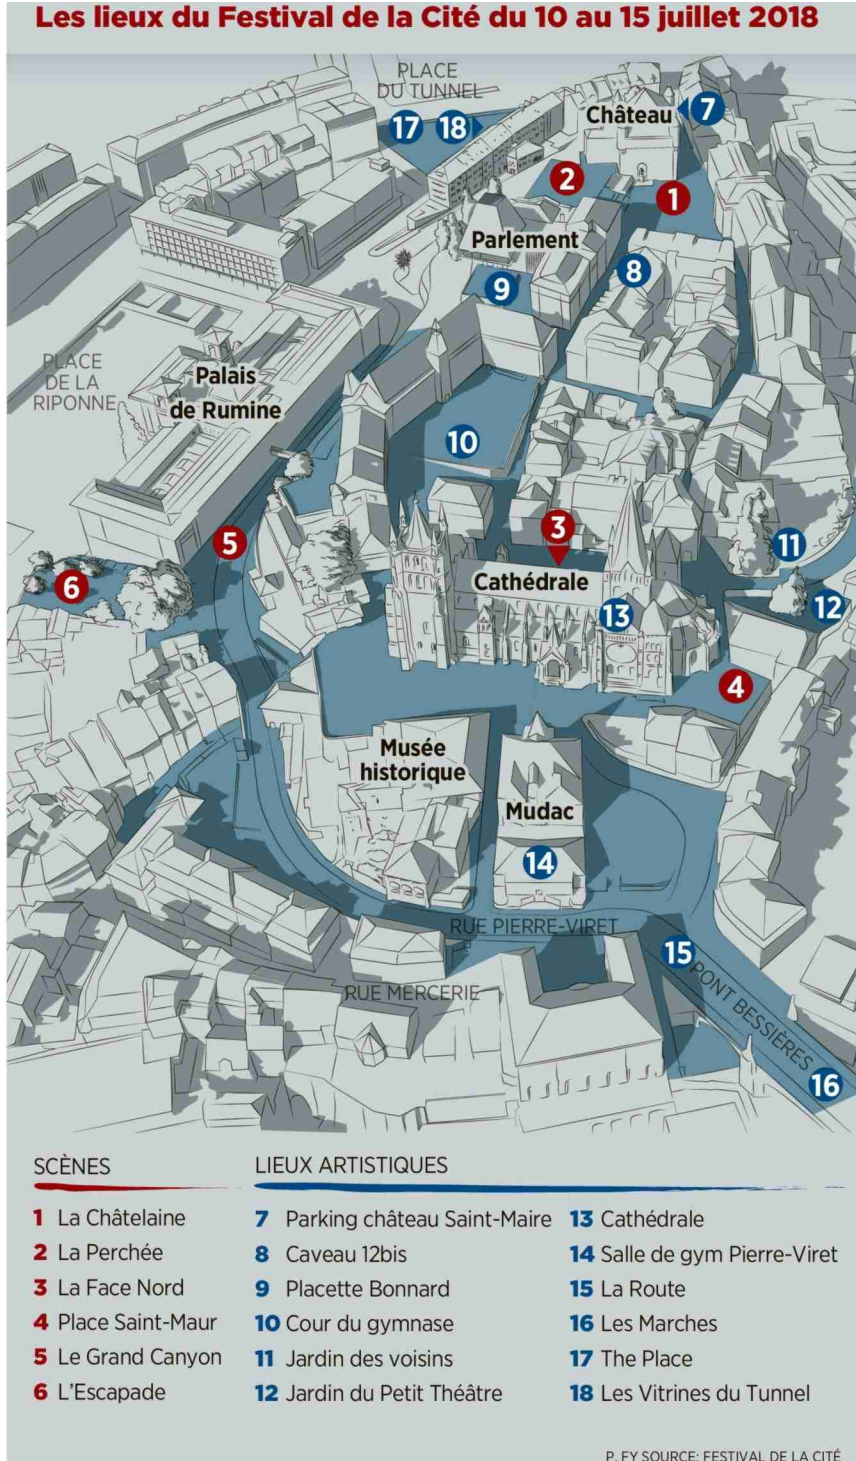 Les lieux du Festival de la Cité du 10 au 15 juillet 2018
PLACE
DU TUNNEL
17
18
Château
7
2
1
Parlement
8
9
PLACE
DE LA
RIPONNE
Palais
de Rumine
10
3
5
11
6
Cathédrale
12
13
4
Musée
historique
Mudac
14
RUE PIERRE-VIRET
15
PONT BESSIÈRES
RUE MERCERIE
16
SCÈNES
1 La Châtelaine
2 La Perchée
3 La Face Nord
4 Place Saint-Maur
5 Le Grand Canyon
6 L'Escapade
LIEUX ARTISTIQUES
7 Parking château Saint-Maire
8 Caveau 12bis
9 Placette Bonnard
10 Cour du gymnase
11 Jardin des voisins
12 Jardin du Petit Théâtre
13 Cathédrale
14 Salle de gym Pierre-Viret
15 La Route
16 Les Marches
17 The Place
18 Les Vitrines du Tunnel
P. FY SOURCE: FESTIVAL DE LA CITÉ